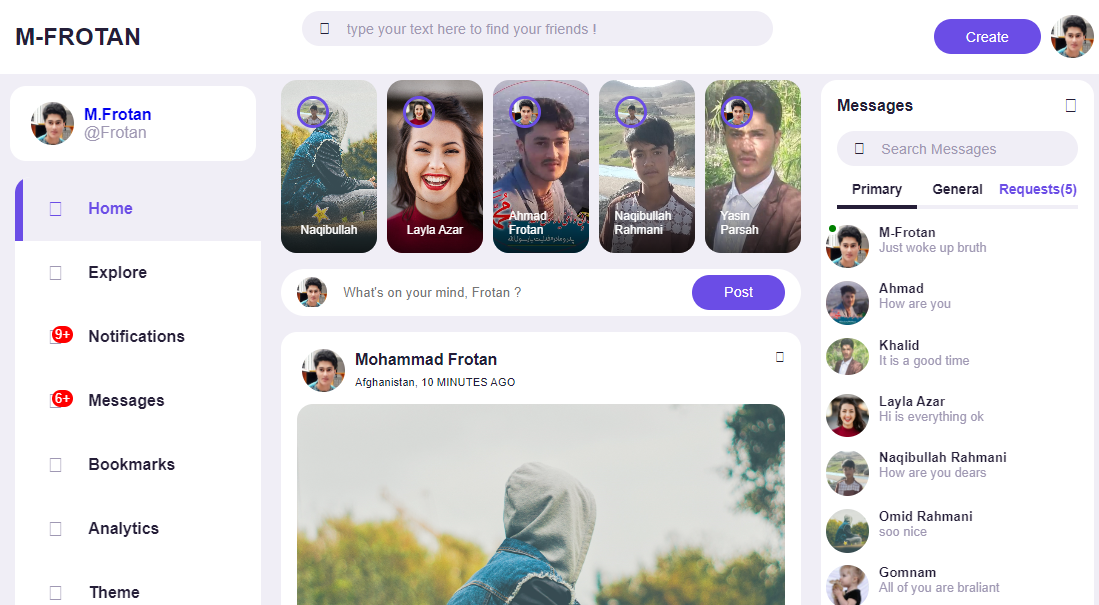 M-FROTAN
type your text here to find your friends !
Create
M.Frotan
@Frotan
Home
Explore
9+
Notifications
6+
Messages
Bookmarks
Analytics
Theme
Naqibullah
Layla Azar
Ahmad
Frotan
Naqibullah
Rahmani
Yasin
Parsah
What's on your mind, Frotan ?
Post
Mohammad Frotan
Afghanistan, 10 MINUTES AGO
Messages
Search Messages
Primary
General
Requests(5)
M-Frotan
Just woke up bruth
Ahmad
How are you
Khalid
It is a good time
Layla Azar
Hi is everything ok
Naqibullah Rahmani
How are you dears
Omid Rahmani
soo nice
Gomnam
All of you are braliant